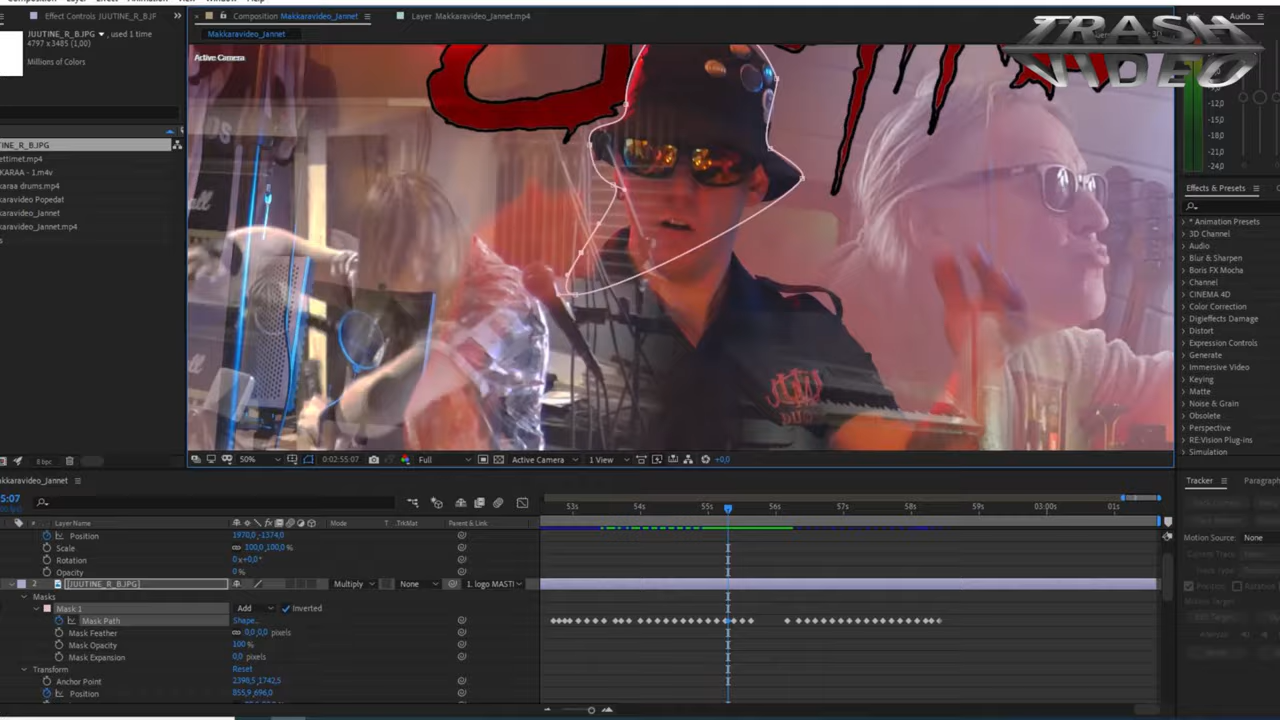 Effect Controls JUUTINE_R_B.JP
Composition Makkaravideo_Jannet
Layer Makkaravideo_Jannet.mp4
Audio
TRASH
VIDEO
JUUTINE_R_B.JPG , used 1 time
4797 x3485 (1,00)
Millions of Colors
Makkaravideo_Jannet
Active Camera
-12,0
-15,0
-18,0
-21,0
-24,0
TINE_R_B.JPG
ettimet.mp4
KARAA - 1.m4v
karaa drums.mp4
karavideo Popedat
karavideo_Jannet
karavideo_Jannet.mp4
Effects & Presets
* Animation Presets
3D Channel
Audio
Blur & Sharpen
Boris FX Mocha
Channel
CINEMA 4D
Color Correction
Digieffects Damage
Distort
Expression Controls
Generate
Immersive Video
Keying
Matte
Noise & Grain
Obsolete
Perspective
RE:Vision Plug-ins
Simulation
8 bpc
50%
0:02:55:07
Full
Active Camera
1 View
+0,0
akkaravideo_Jannet
Tracker
Paragraph
5:07
Layer Name
Mode
T .TrkMat
Parent & Link
53s 54s 55s 56s 57s 58s 03:00s 01s
Position 1970,0,-1374,0
Scale 100,0,100,0%
Rotation 0x+0,0°
Opacity 0%
2 [JUUTINE_R_B.JPG] Multiply None 1. logo MASTI
Masks
Mask 1 Add Inverted
Mask Path Shape...
Mask Feather 0,0,0,0 pixels
Mask Opacity 100%
Mask Expansion 0,0 pixels
Transform Reset
Anchor Point 2398,5,1742,5
Position 855,9,696,0
Motion Source: None